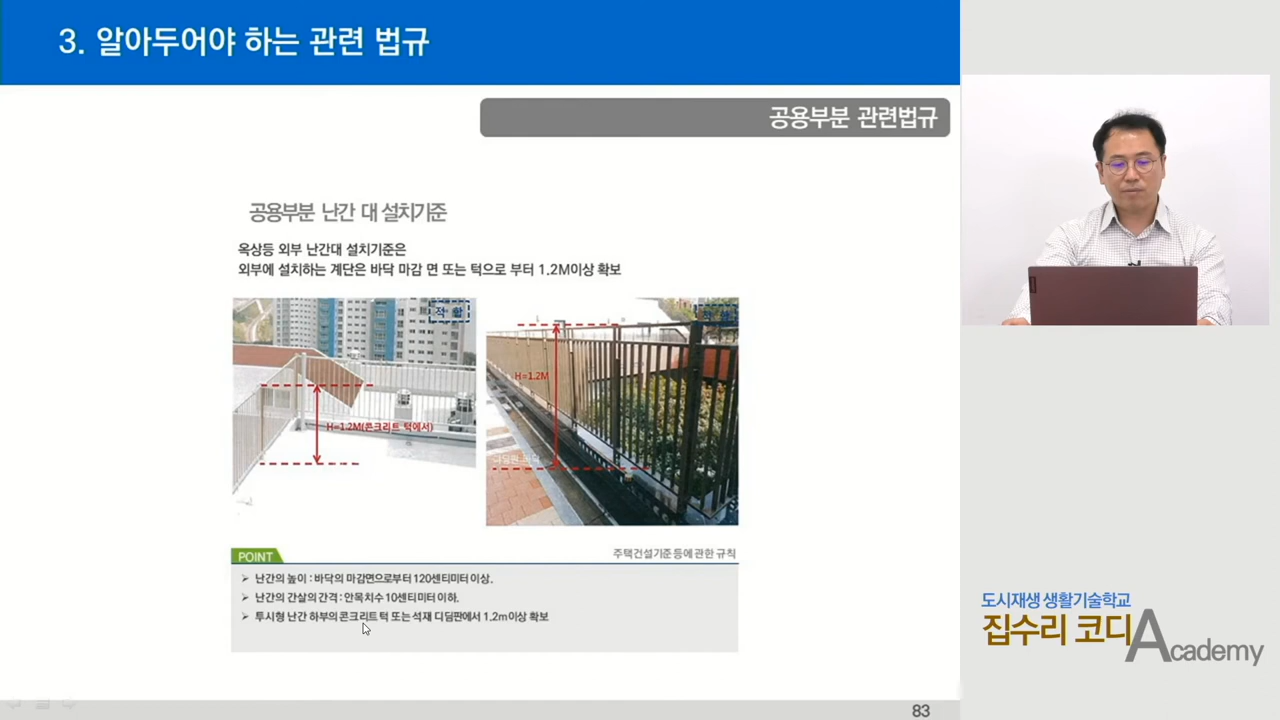 3. 알아두어야 하는 관련 법규
공용부분 관련법규
공용부분 난간 대 설치기준
옥상등 외부 난간대 설치기준은
외부에 설치하는 계단은 바닥 마감 면 또는 턱으로 부터 1.2M이상 확보
적 합
H=1.2M(콘크리트 턱에서)
H=1.2M
POINT
주택건설기준 등에 관한 규칙
➢ 난간의 높이 : 바닥의 마감면으로부터 120센티미터 이상.
➢ 난간의 간살의 간격 : 안목치수 10센티미터 이하.
➢ 투시형 난간 하부의 콘크리트 턱 또는 석재 디딤판에서 1.2m이상 확보
83
도시재생 생활기술학교
집수리 코디 Academy